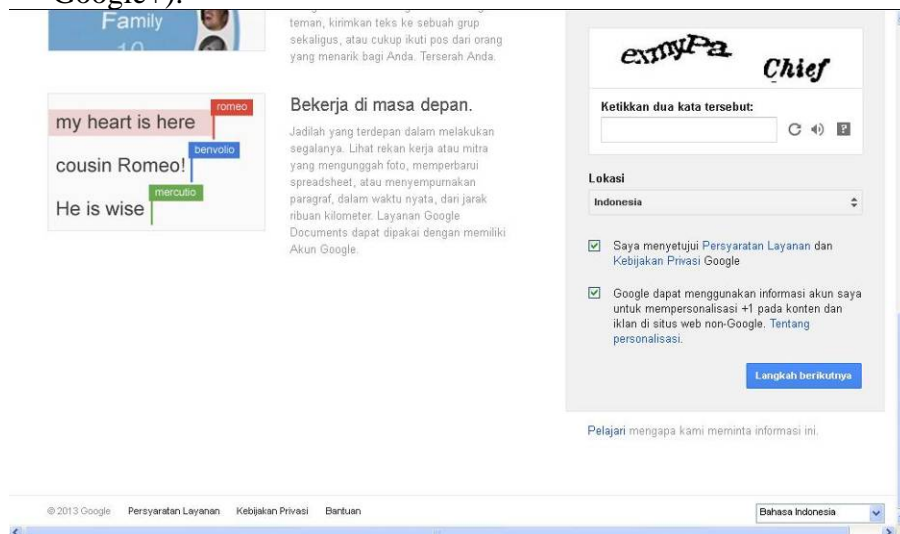 Google+).
Family
10
teman, kirimkan teks ke sebuah grup
sekaligus, atau cukup ikuti pos dari orang
yang menarik bagi Anda. Terserah Anda.
my heart is here
romeo
cousin Romeo!
benvolio
He is wise
mercutio
Bekerja di masa depan.
Jadilah yang terdepan dalam melakukan
segalanya. Lihat rekan kerja atau mitra
yang mengunggah foto, memperbarui
spreadsheet, atau menyempurnakan
paragraf, dalam waktu nyata, dari jarak
ribuan kilometer. Layanan Google
Documents dapat dipakai dengan memiliki
Akun Google.
exmyPa Chief
Ketikkan dua kata tersebut:
Lokasi
Indonesia
Saya menyetujui Persyaratan Layanan dan
Kebijakan Privasi Google
Google dapat menggunakan informasi akun saya
untuk mempersonalisasi +1 pada konten dan
iklan di situs web non-Google. Tentang
personalisasi.
Langkah berikutnya
Pelajari mengapa kami meminta informasi ini.
© 2013 Google Persyaratan Layanan Kebijakan Privasi Bantuan
Bahasa Indonesia